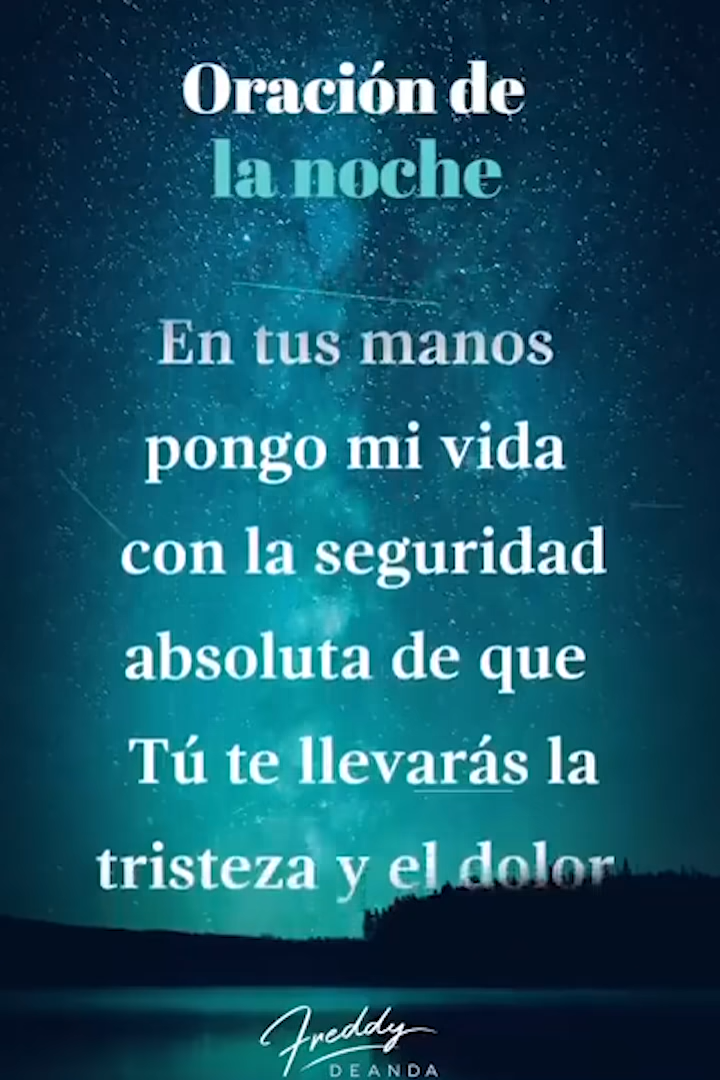 Oración de
la noche
En tus manos
pongo mi vida
con la seguridad
absoluta de que
Tú te llevarás la
tristeza y el dolor
Freddy
DEANDA